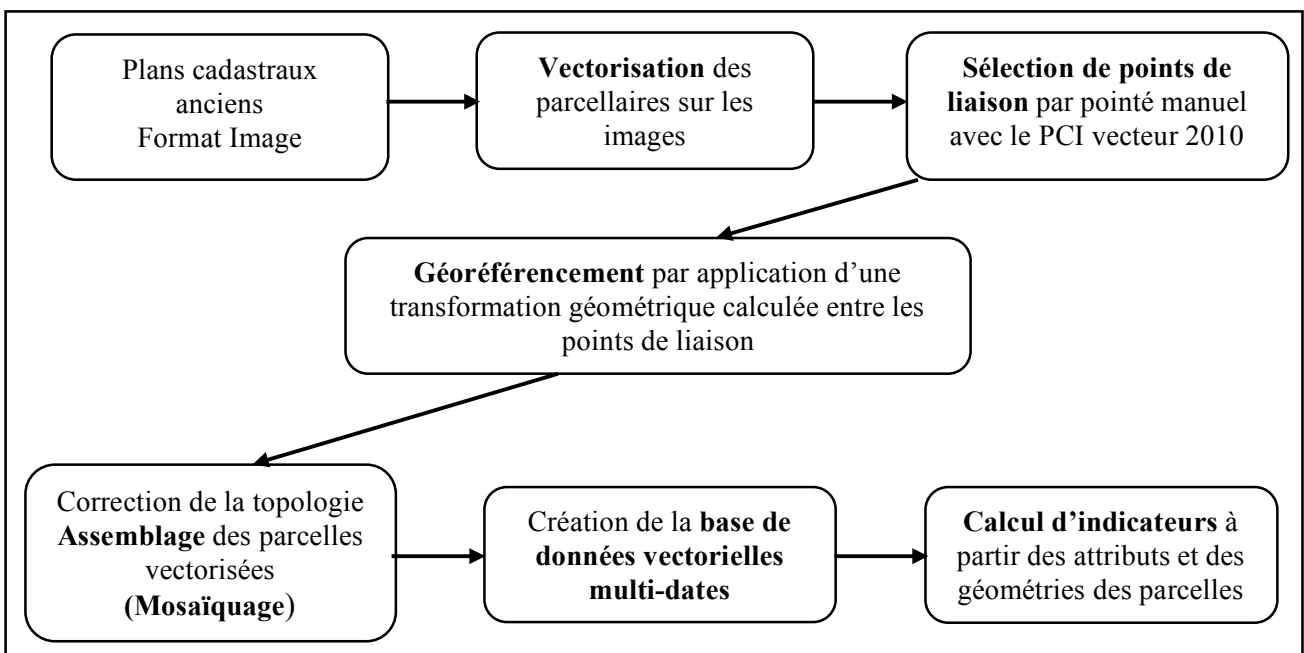 Plans cadastraux
anciens
Format Image
Vectorisation des
parcellaires sur les
images
Sélection de points de
liaison par pointé manuel
avec le PCI vecteur 2010
Géoréférencement par application d’une
transformation géométrique calculée entre les
points de liaison
Correction de la topologie
Assemblage des parcelles
vectorisées
(Mosaïquage)
Création de la base de
données vectorielles
multi-dates
Calcul d’indicateurs à
partir des attributs et des
géométries des parcelles